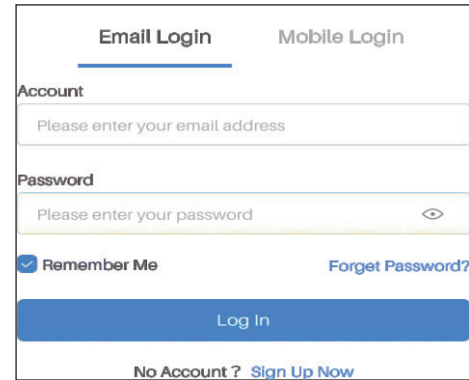 Email Login Mobile Login
Account
Please enter your email address
Password
Please enter your password
Remember Me Forget Password?
Log In
No Account ? Sign Up Now